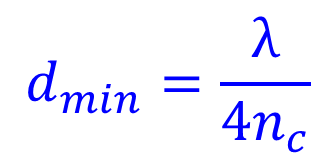 d_min = λ / 4n_c